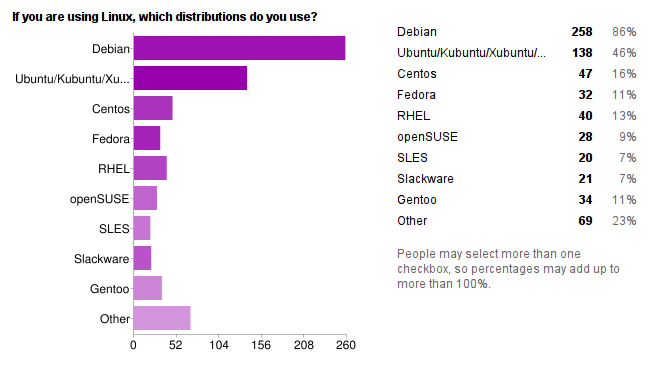 If you are using Linux, which distributions do you use?
Debian
Ubuntu/Kubuntu/Xu...
Centos
Fedora
RHEL
openSUSE
SLES
Slackware
Gentoo
Other
0 52 104 156 208 260
Debian 258 86%
Ubuntu/Kubuntu/Xubuntu/... 138 46%
Centos 47 16%
Fedora 32 11%
RHEL 40 13%
openSUSE 28 9%
SLES 20 7%
Slackware 21 7%
Gentoo 34 11%
Other 69 23%
People may select more than one
checkbox, so percentages may add up to
more than 100%.